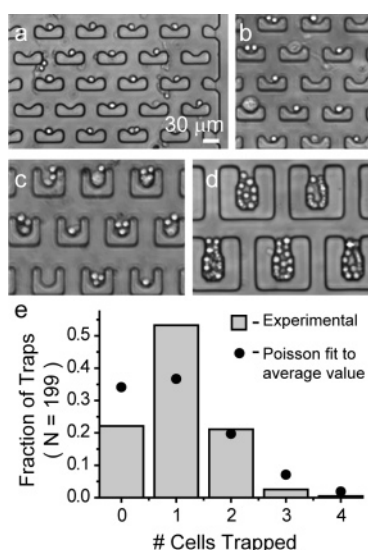 a
b
30 μm
c
d
e
0.5
0.4
0.3
0.2
0.1
0.0
Fraction of Traps
( N = 199 )
- Experimental
- Poisson fit to
average value
0 1 2 3 4
# Cells Trapped